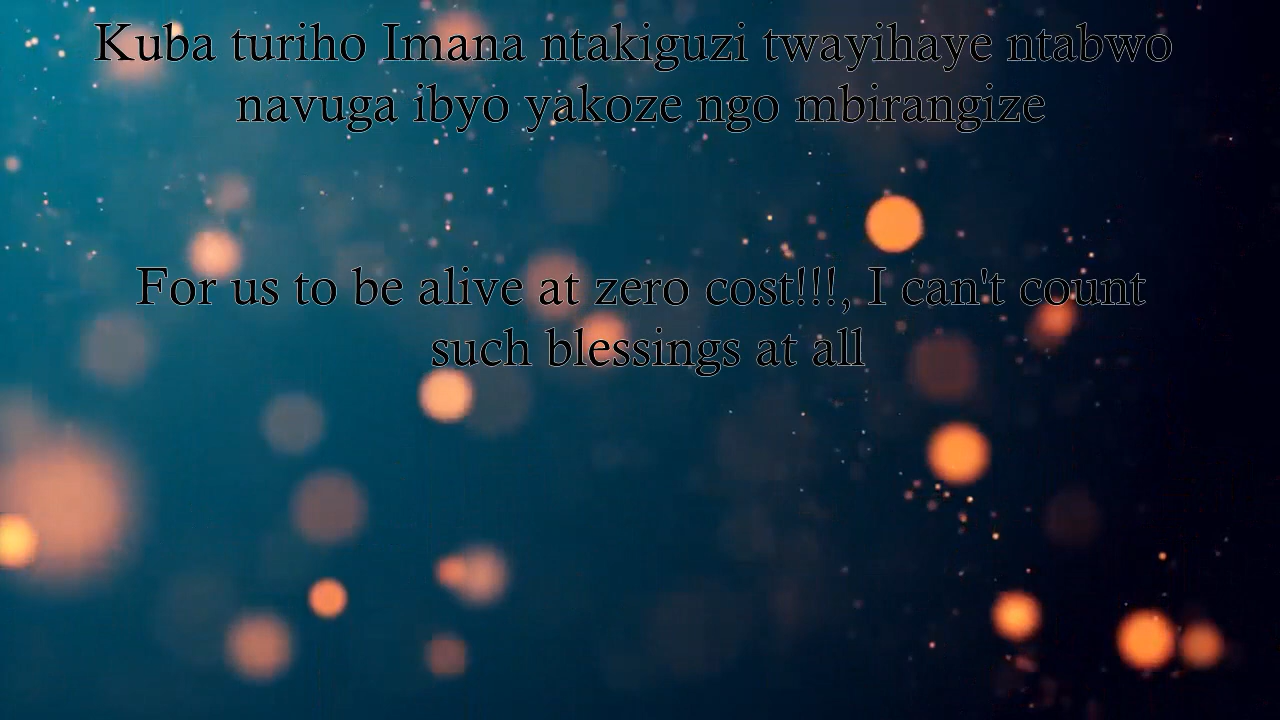 Kuba turiho Imana ntakiguzi twayihaye ntabwo
navuga ibyo yakoze ngo mbirangize
For us to be alive at zero cost!!!, I can't count
such blessings at all